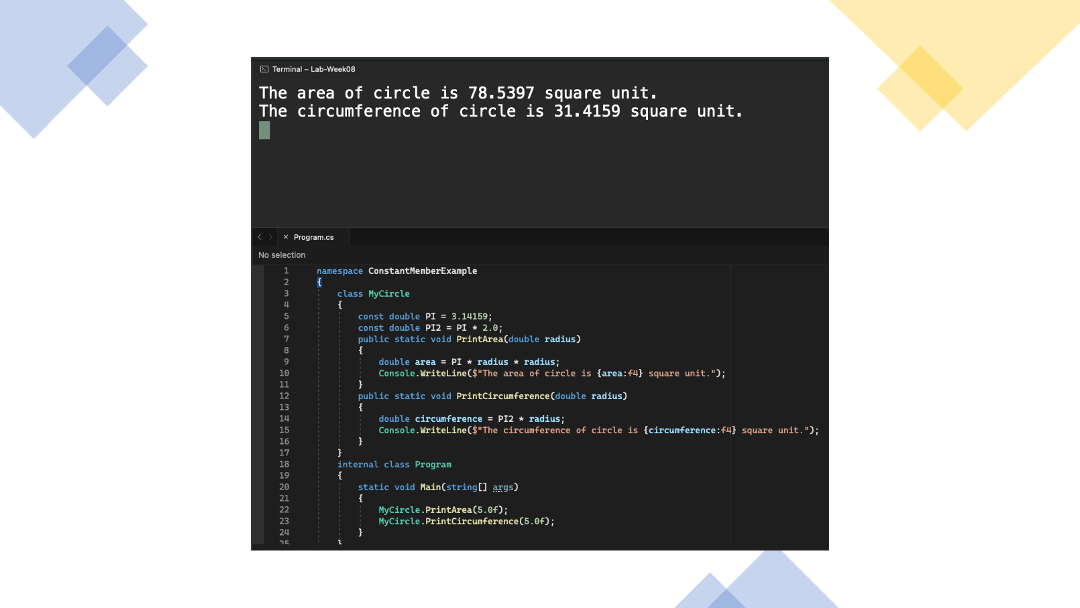 Terminal – Lab-Week08
The area of circle is 78.5397 square unit.
The circumference of circle is 31.4159 square unit.
Program.cs
No selection
1 namespace ConstantMemberExample
2 {
3 class MyCircle
4 {
5 const double PI = 3.14159;
6 const double PI2 = PI * 2.0;
7 public static void PrintArea(double radius)
8 {
9 double area = PI * radius * radius;
10 Console.WriteLine($"The area of circle is {area:f4} square unit.");
11 }
12 public static void PrintCircumference(double radius)
13 {
14 double circumference = PI2 * radius;
15 Console.WriteLine($"The circumference of circle is {circumference:f4} square unit.");
16 }
17 }
18 internal class Program
19 {
20 static void Main(string[] args)
21 {
22 MyCircle.PrintArea(5.0f);
23 MyCircle.PrintCircumference(5.0f);
24 }
25 }